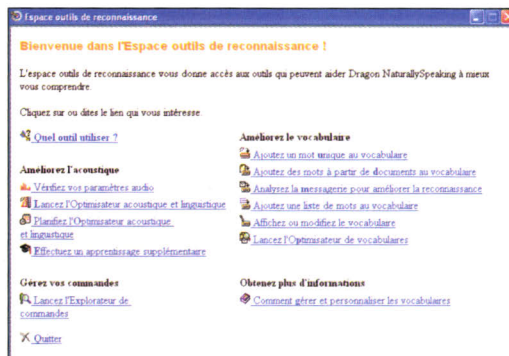 Espace outils de reconnaissance
Bienvenue dans l'Espace outils de reconnaissance !
L'espace outils de reconnaissance vous donne accès aux outils qui peuvent aider Dragon NaturallySpeaking à mieux
vous comprendre.
Cliquez sur ou dites le lien qui vous intéresse
Quel outil utiliser ?
Améliorez l'acoustique
Vérifiez vos paramètres audio
Lancez l'Optimisateur acoustique et linguistique
Planifiez l'Optimisateur acoustique
et linguistique
Effectuez un apprentissage supplémentaire
Améliorez le vocabulaire
Ajoutez un mot unique au vocabulaire
Ajoutez des mots à partir de documents au vocabulaire
Analysez la messagerie pour améliorer la reconnaissance
Ajoutez une liste de mots au vocabulaire
Affichez ou modifiez le vocabulaire
Lancez l'Optimisateur de vocabulaires
Gérez vos commandes
Lancez l'Explorateur de
commandes
Quitter
Obtenez plus d'informations
Comment gérer et personnaliser les vocabulaires